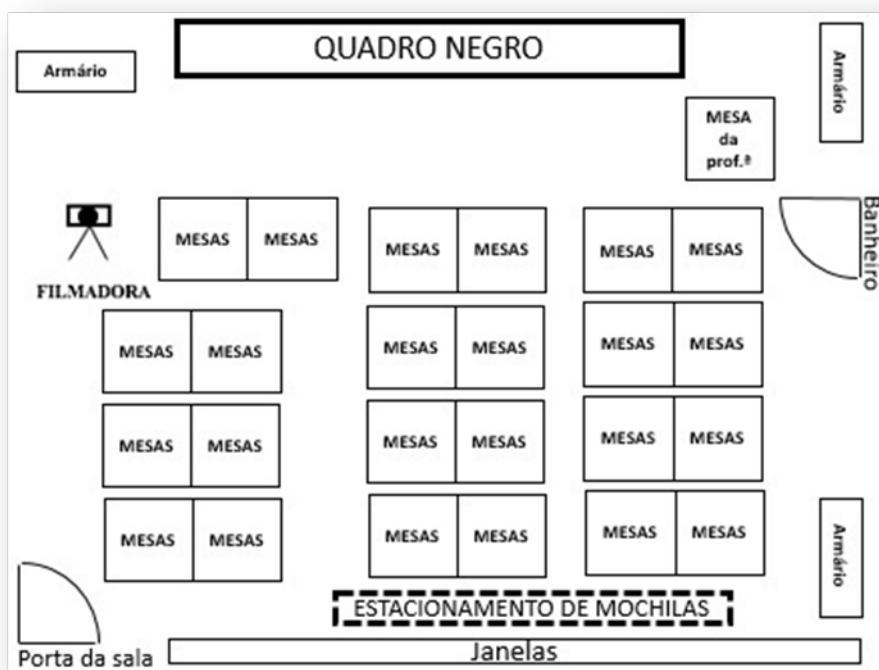 QUADRO NEGRO
Armário
Armário
MESA
da
prof.ª
Banheiro
FILMADORA
MESAS MESAS MESAS MESAS MESAS MESAS
MESAS MESAS MESAS MESAS MESAS MESAS
MESAS MESAS MESAS MESAS MESAS MESAS
MESAS MESAS MESAS MESAS MESAS MESAS
Armário
ESTACIONAMENTO DE MOCHILAS
Porta da sala
Janelas